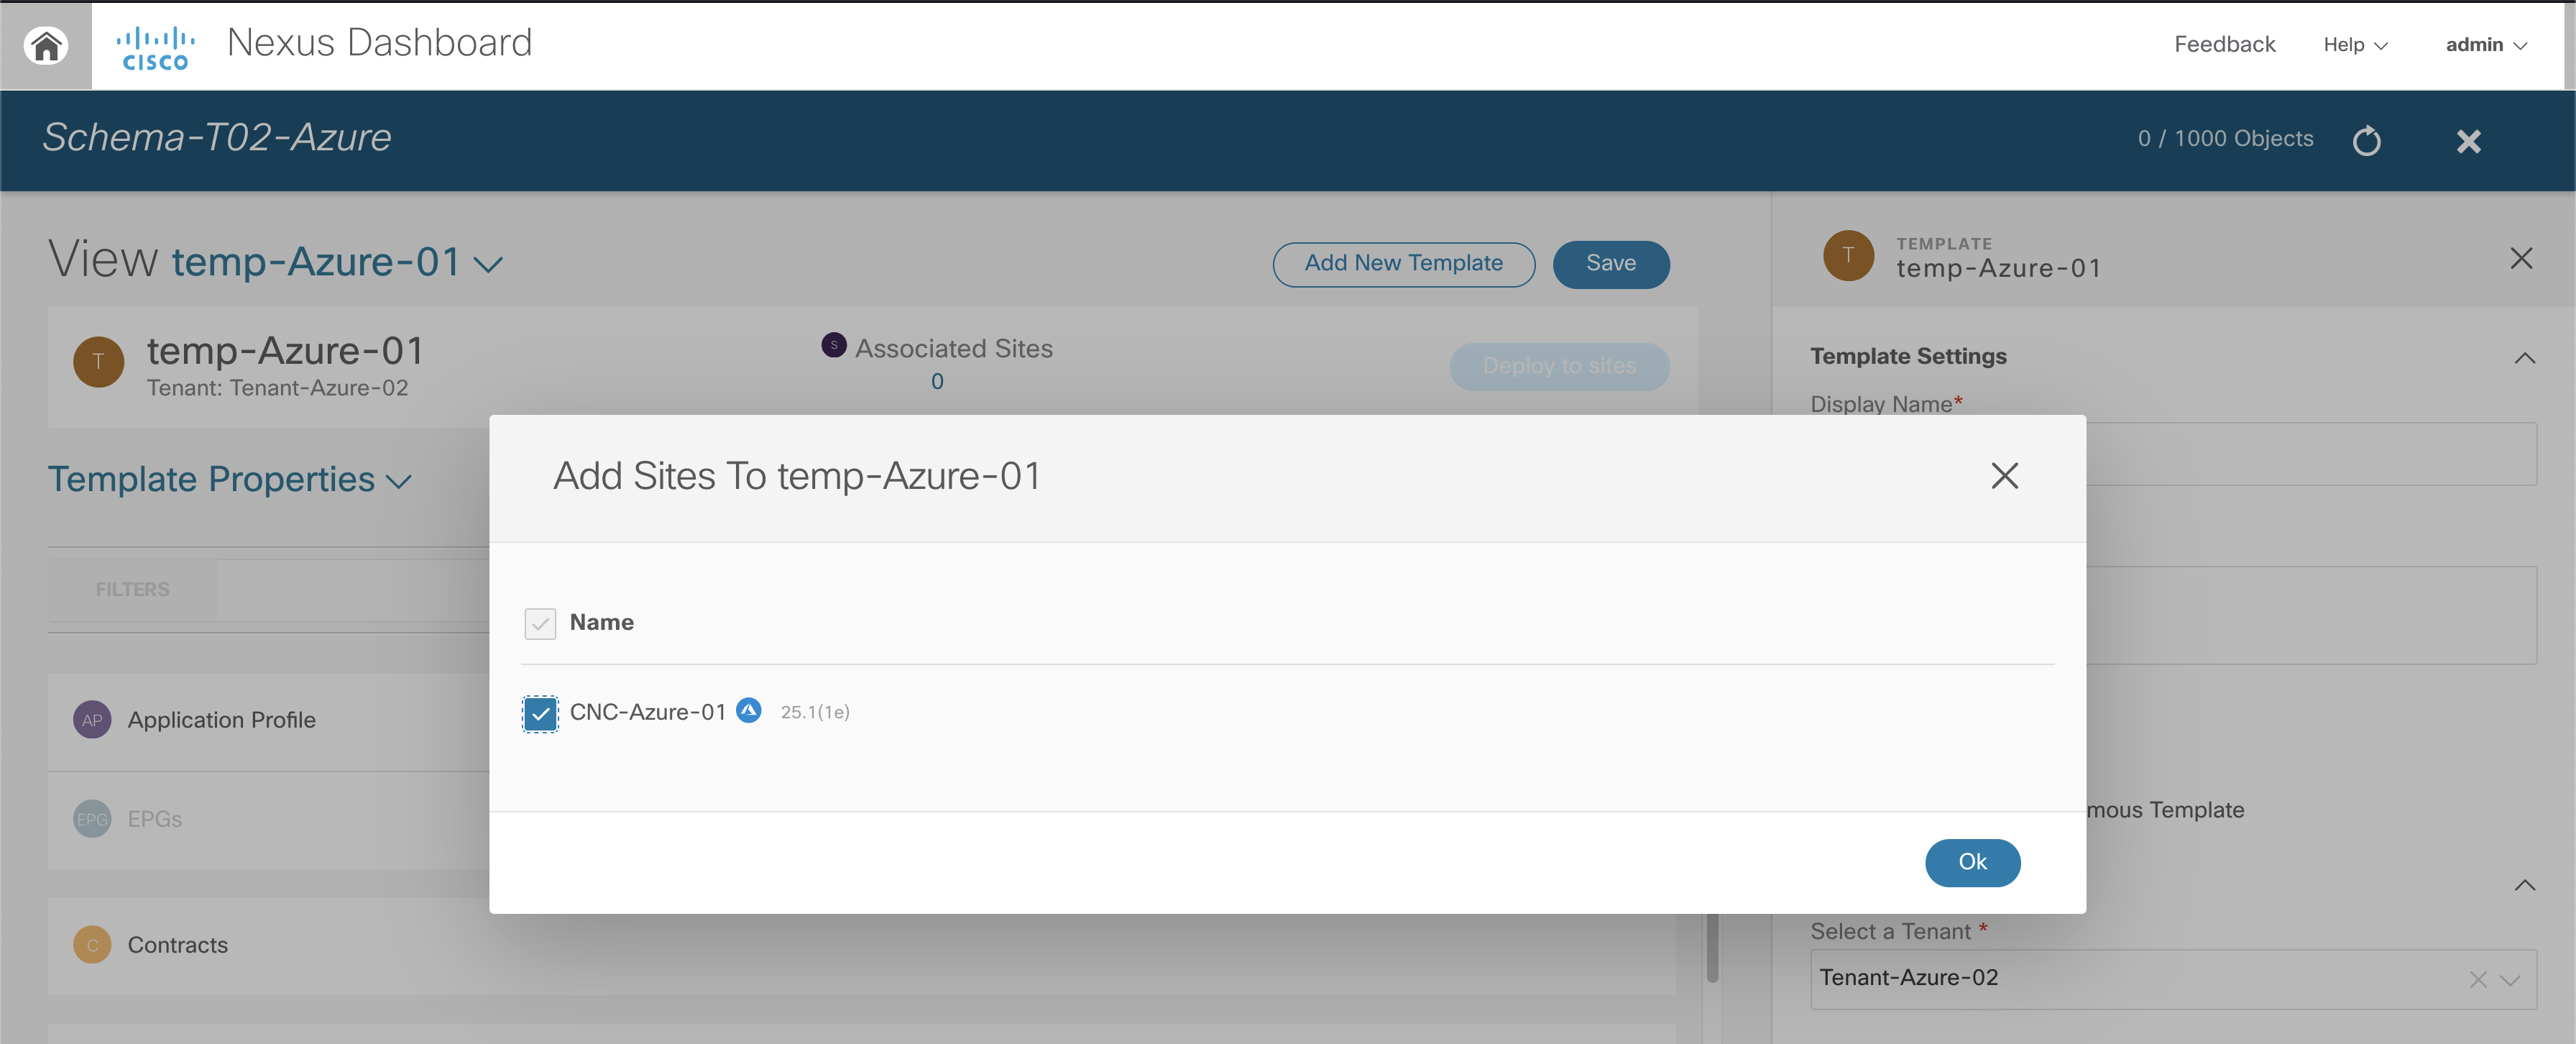 CISCO
Nexus Dashboard
Feedback
Help
admin
Schema-T02-Azure
0 / 1000 Objects
View temp-Azure-01
Add New Template
Save
T
temp-Azure-01
Tenant: Tenant-Azure-02
S
Associated Sites
0
Deploy to sites
Template Properties
FILTERS
AP
Application Profile
EPG
EPGs
C
Contracts
Add Sites To temp-Azure-01
Name
CNC-Azure-01
25.1(1e)
Ok
T
TEMPLATE
temp-Azure-01
Template Settings
Display Name*
mous Template
Select a Tenant *
Tenant-Azure-02